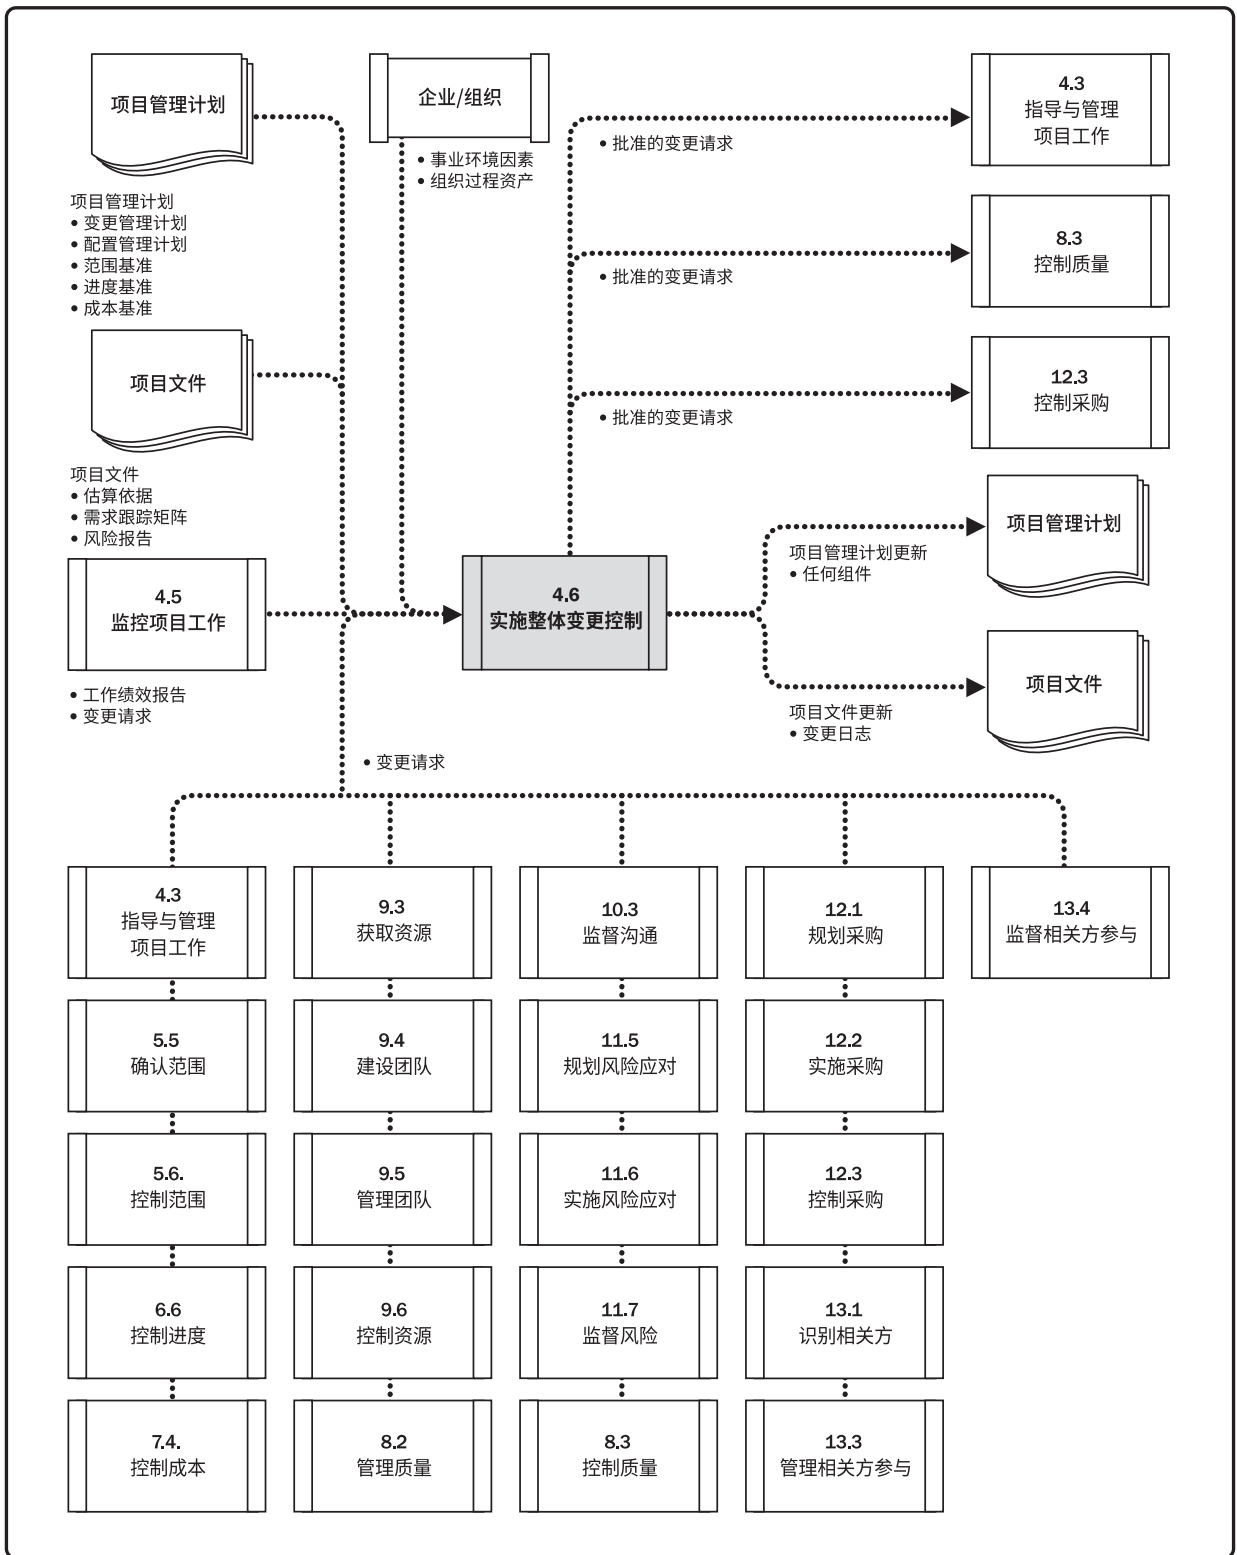 项目管理计划
企业/组织
4.3
指导与管理
项目工作
• 批准的变更请求
• 事业环境因素
• 组织过程资产
项目管理计划
• 变更管理计划
• 配置管理计划
• 范围基准
• 进度基准
• 成本基准
8.3
控制质量
• 批准的变更请求
项目文件
12.3
控制采购
• 批准的变更请求
项目文件
• 估算依据
• 需求跟踪矩阵
• 风险报告
项目管理计划
项目管理计划更新
• 任何组件
4.5
监控项目工作
4.6
实施整体变更控制
• 工作绩效报告
• 变更请求
项目文件
项目文件更新
• 变更日志
• 变更请求
4.3
指导与管理
项目工作
9.3
获取资源
10.3
监督沟通
12.1
规划采购
13.4
监督相关方参与
5.5
确认范围
9.4
建设团队
11.5
规划风险应对
12.2
实施采购
5.6.
控制范围
9.5
管理团队
11.6
实施风险应对
12.3
控制采购
6.6
控制进度
9.6
控制资源
11.7
监督风险
13.1
识别相关方
7.4.
控制成本
8.2
管理质量
8.3
控制质量
13.3
管理相关方参与